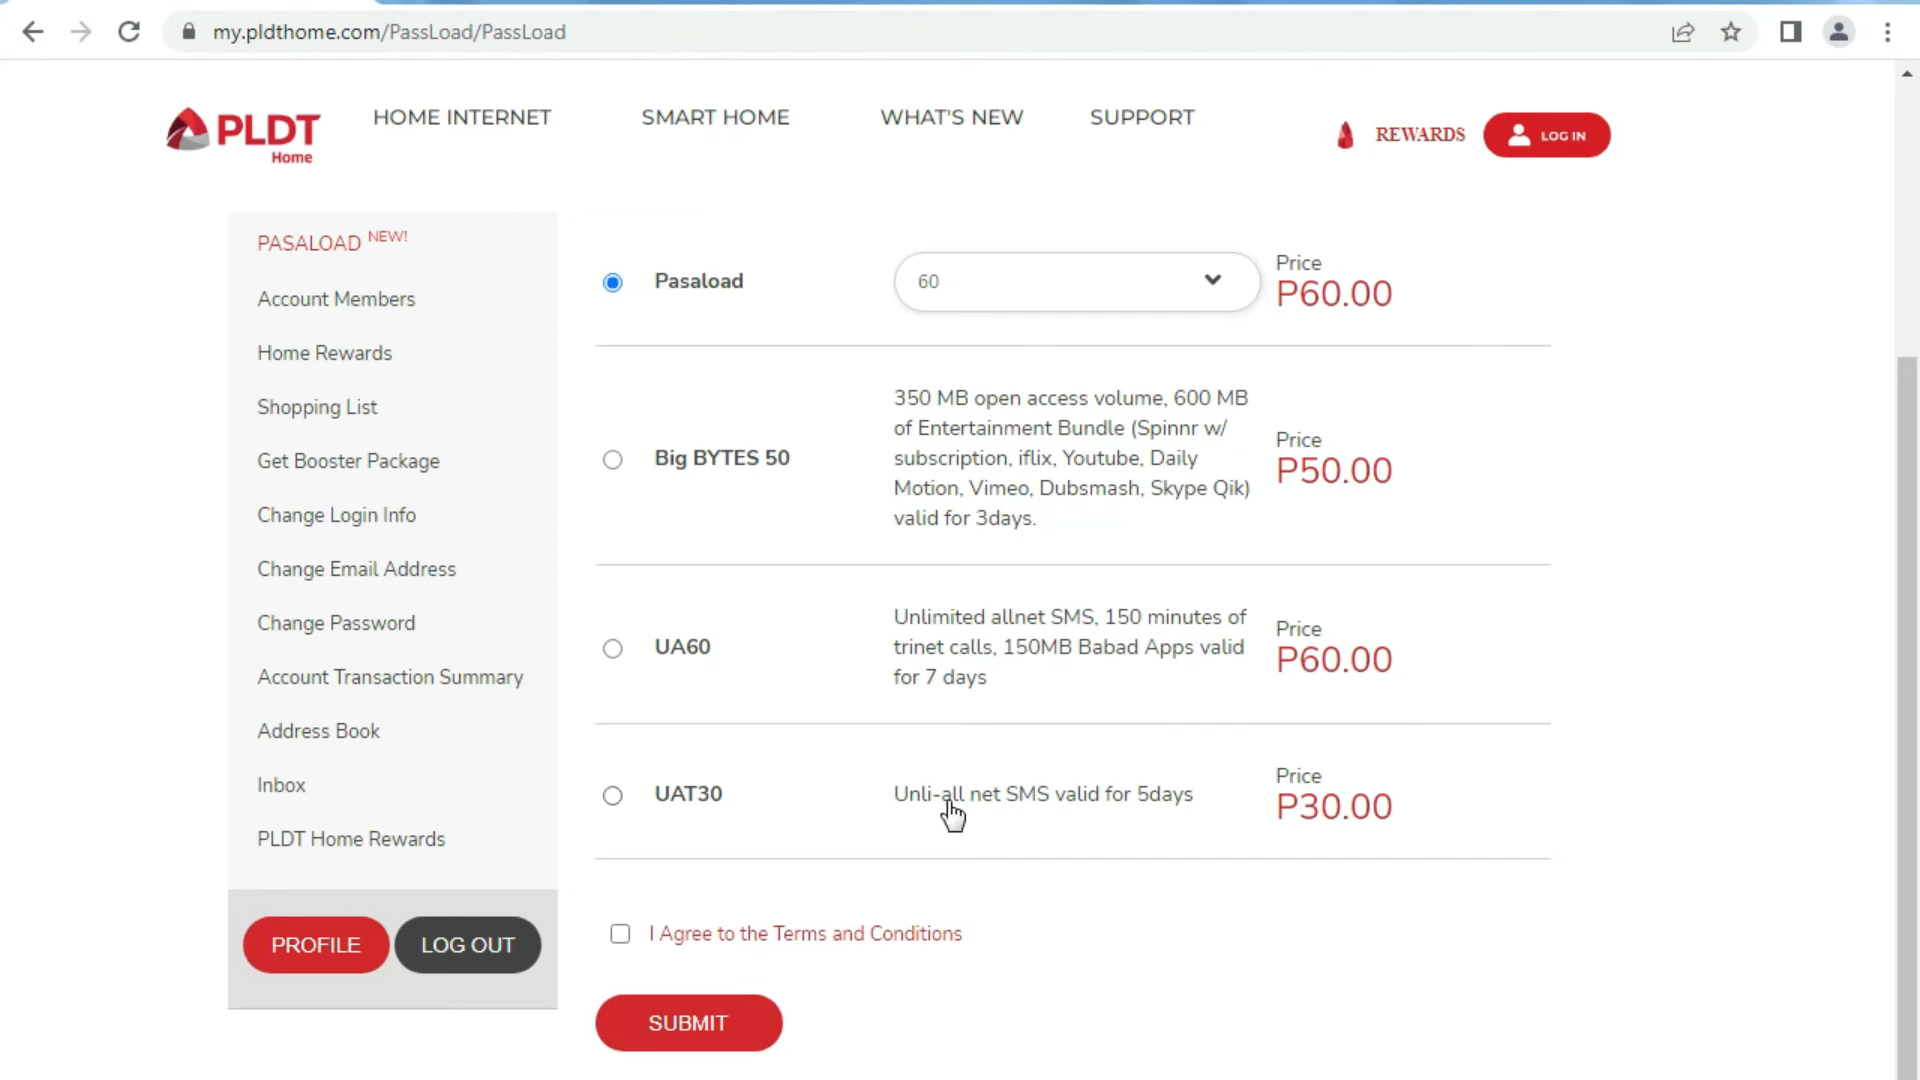 my.pldthome.com/PassLoad/PassLoad
PLDT
Home
HOME INTERNET
SMART HOME
WHAT'S NEW
SUPPORT
REWARDS
LOG IN
PASALOAD NEW!
Account Members
Home Rewards
Shopping List
Get Booster Package
Change Login Info
Change Email Address
Change Password
Account Transaction Summary
Address Book
Inbox
PLDT Home Rewards
PROFILE
LOG OUT
Pasaload
60
Price
P60.00
Big BYTES 50
350 MB open access volume, 600 MB
of Entertainment Bundle (Spinnr w/
subscription, iflix, Youtube, Daily
Motion, Vimeo, Dubsmash, Skype Qik)
valid for 3days.
Price
P50.00
UA60
Unlimited allnet SMS, 150 minutes of
trinet calls, 150MB Babad Apps valid
for 7 days
Price
P60.00
UAT30
Unli-all net SMS valid for 5days
Price
P30.00
I Agree to the Terms and Conditions
SUBMIT